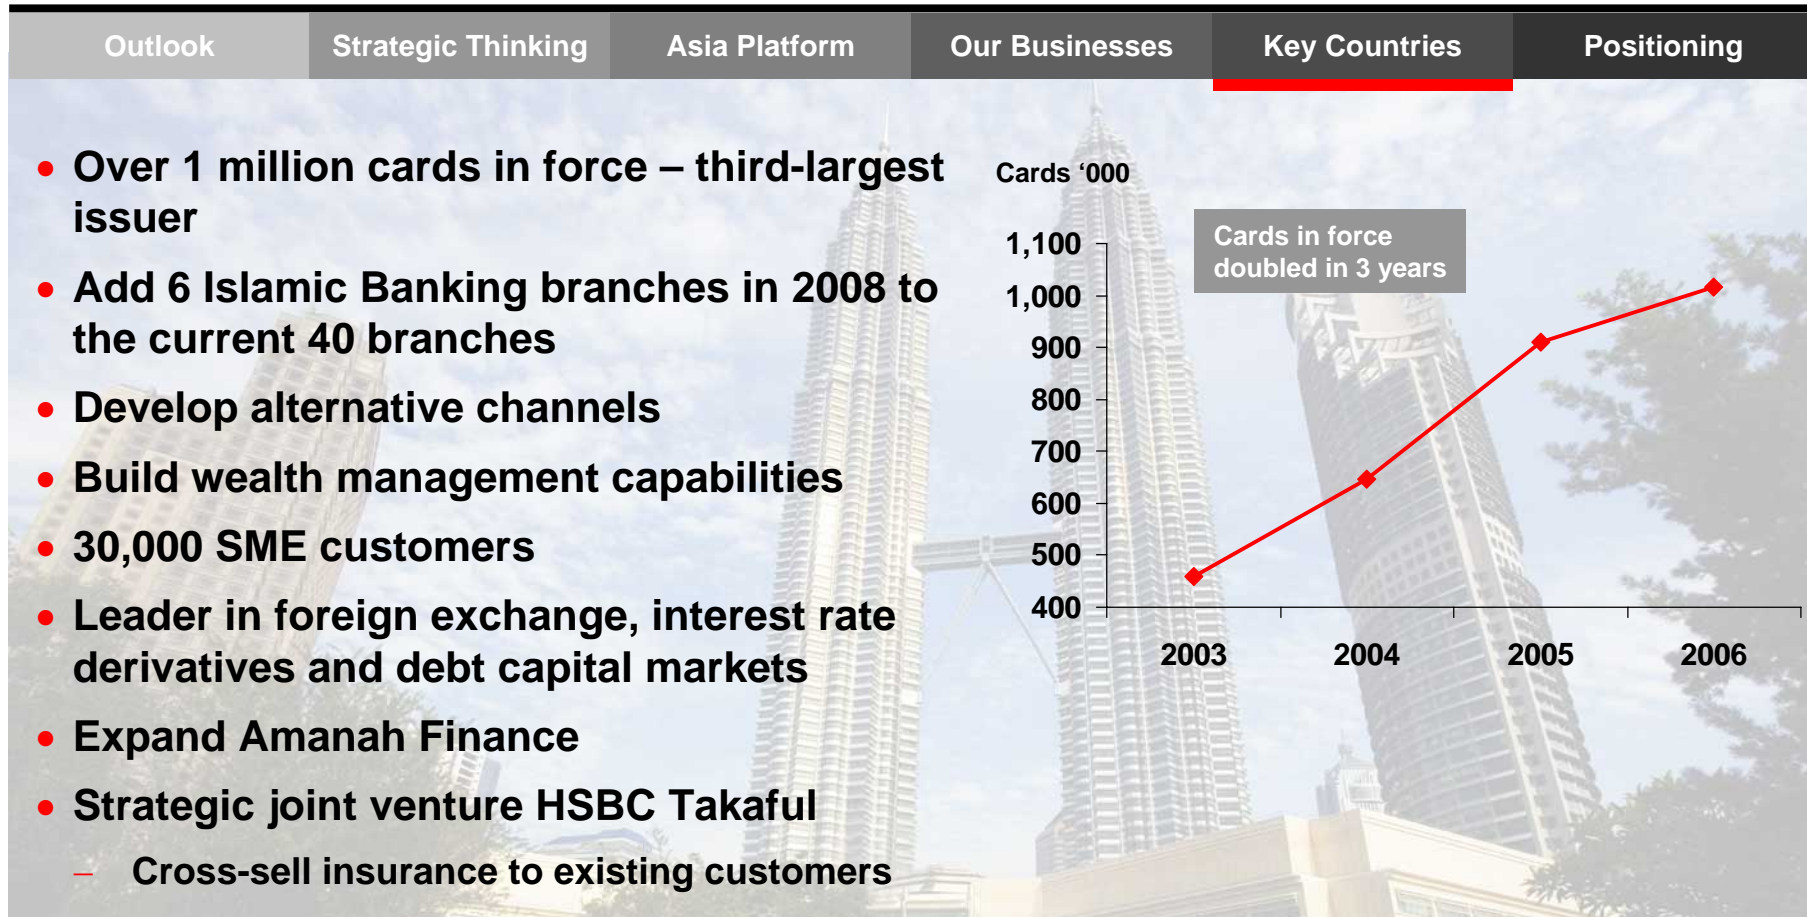 Outlook
Strategic Thinking
Asia Platform
Our Businesses
Key Countries
Positioning
• Over 1 million cards in force – third-largest
issuer
• Add 6 Islamic Banking branches in 2008 to
the current 40 branches
• Develop alternative channels
• Build wealth management capabilities
• 30,000 SME customers
• Leader in foreign exchange, interest rate
derivatives and debt capital markets
• Expand Amanah Finance
• Strategic joint venture HSBC Takaful
– Cross-sell insurance to existing customers
Cards ‘000
Cards in force
doubled in 3 years
1,100
1,000
900
800
700
600
500
400
2003
2004
2005
2006